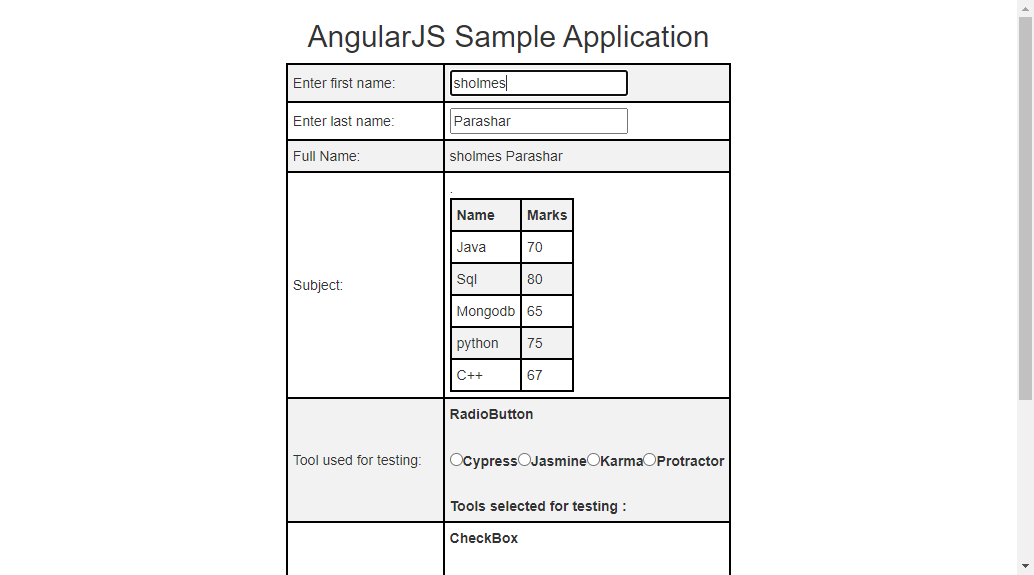 AngularJS Sample Application
Enter first name: sholmes
Enter last name: Parashar
Full Name: sholmes Parashar
Subject:
.
Name Marks
Java 70
Sql 80
Mongodb 65
python 75
C++ 67
Tool used for testing:
RadioButton
Cypress Jasmine Karma Protractor
Tools selected for testing :
CheckBox